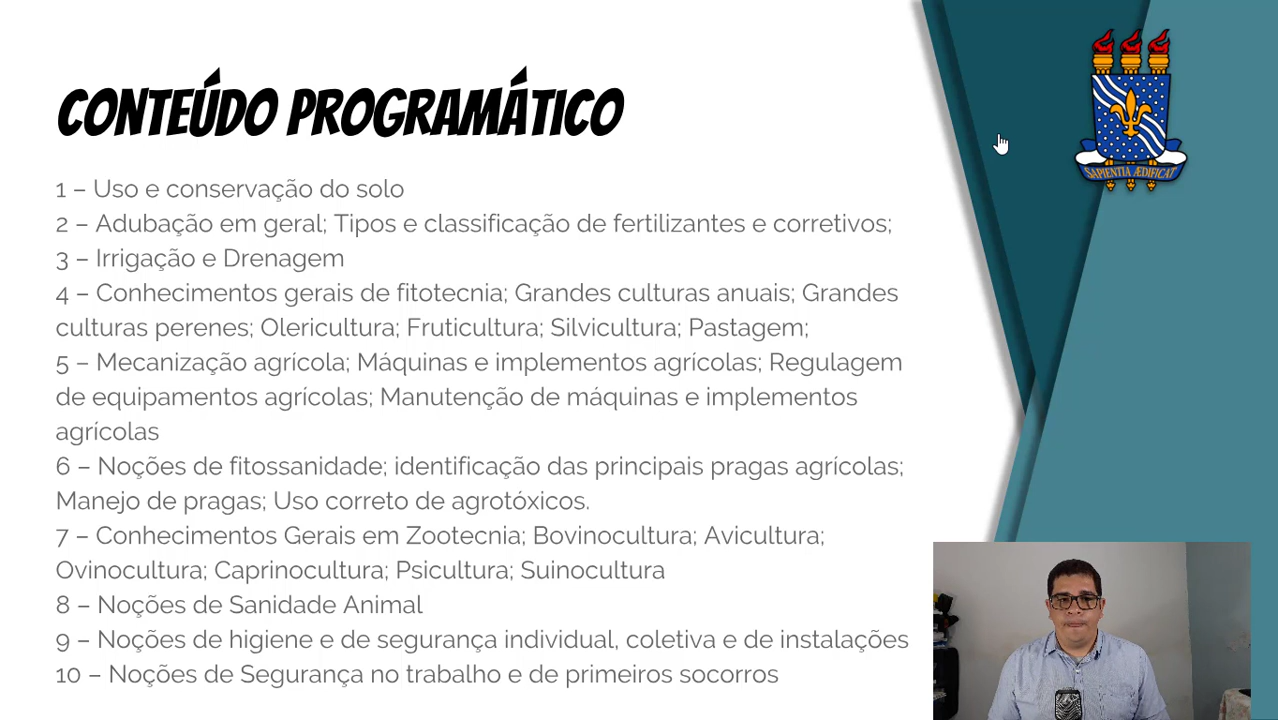 CONTEÚDO PROGRAMÁTICO
1 – Uso e conservação do solo
2 – Adubação em geral; Tipos e classificação de fertilizantes e corretivos;
3 – Irrigação e Drenagem
4 – Conhecimentos gerais de fitotecnia; Grandes culturas anuais; Grandes
culturas perenes; Olericultura; Fruticultura; Silvicultura; Pastagem;
5 – Mecanização agrícola; Máquinas e implementos agrícolas; Regulagem
de equipamentos agrícolas; Manutenção de máquinas e implementos
agrícolas
6 – Noções de fitossanidade; identificação das principais pragas agrícolas;
Manejo de pragas; Uso correto de agrotóxicos.
7 – Conhecimentos Gerais em Zootecnia; Bovinocultura; Avicultura;
Ovinocultura; Caprinocultura; Psicultura; Suinocultura
8 – Noções de Sanidade Animal
9 – Noções de higiene e de segurança individual, coletiva e de instalações
10 – Noções de Segurança no trabalho e de primeiros socorros
SAPIENTIA ÆDIFICAT